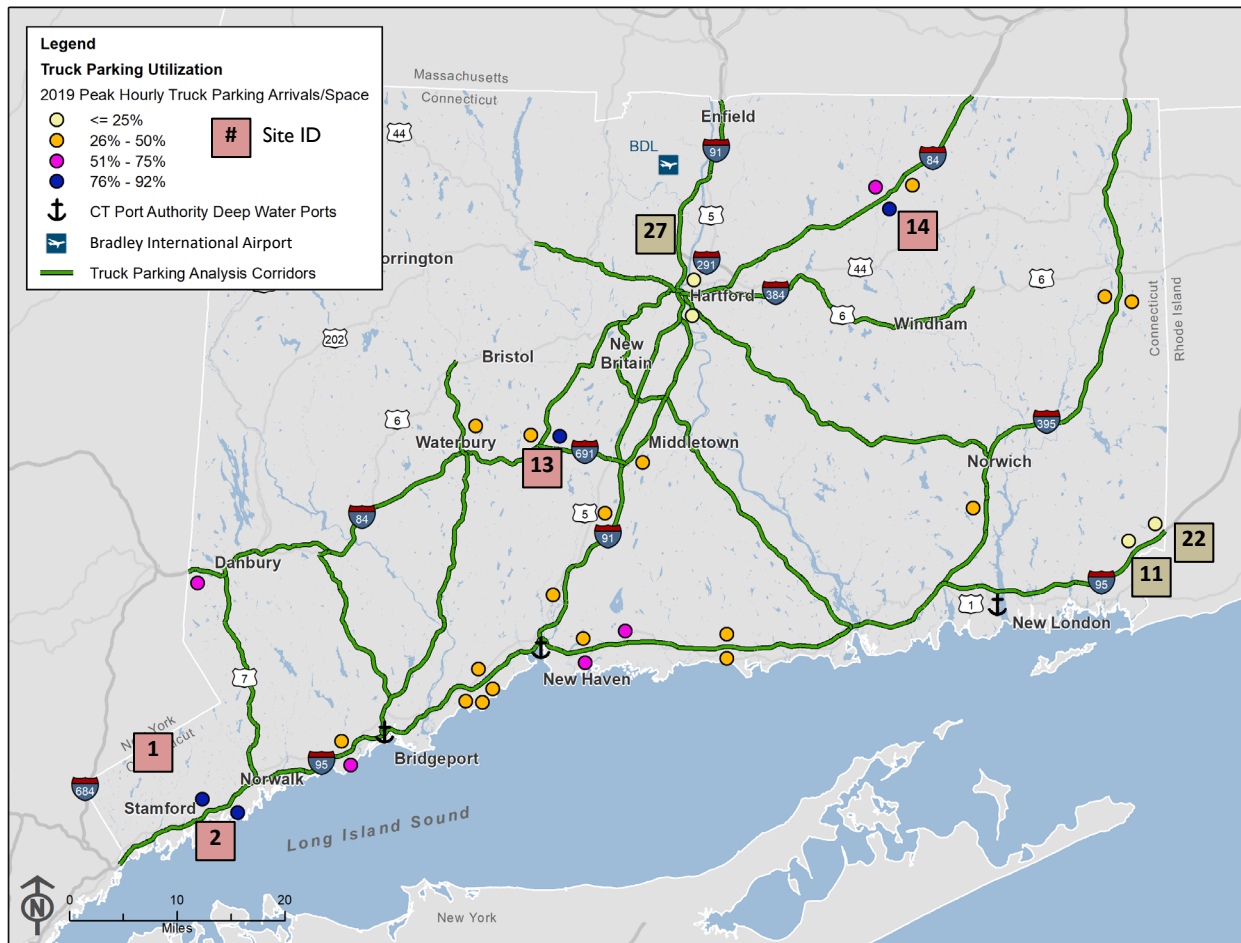 Legend
Truck Parking Utilization
2019 Peak Hourly Truck Parking Arrivals/Space
<= 25%
26% - 50%
51% - 75%
76% - 92%
# Site ID
CT Port Authority Deep Water Ports
Bradley International Airport
Truck Parking Analysis Corridors
Massachusetts
Connecticut
44
Enfield
BDL
91
84
5
27
14
291
44
6
orrington
Hartford
384
6
Windham
Connecticut
Rhode Island
202
New
Britain
Bristol
6
Waterbury
691
Middletown
395
13
Norwich
5
84
91
22
Danbury
11
95
1
New London
New Haven
7
New York
1
Bridgeport
95
Norwalk
684
Stamford
2
Long Island Sound
N
0 10 20
Miles
New York